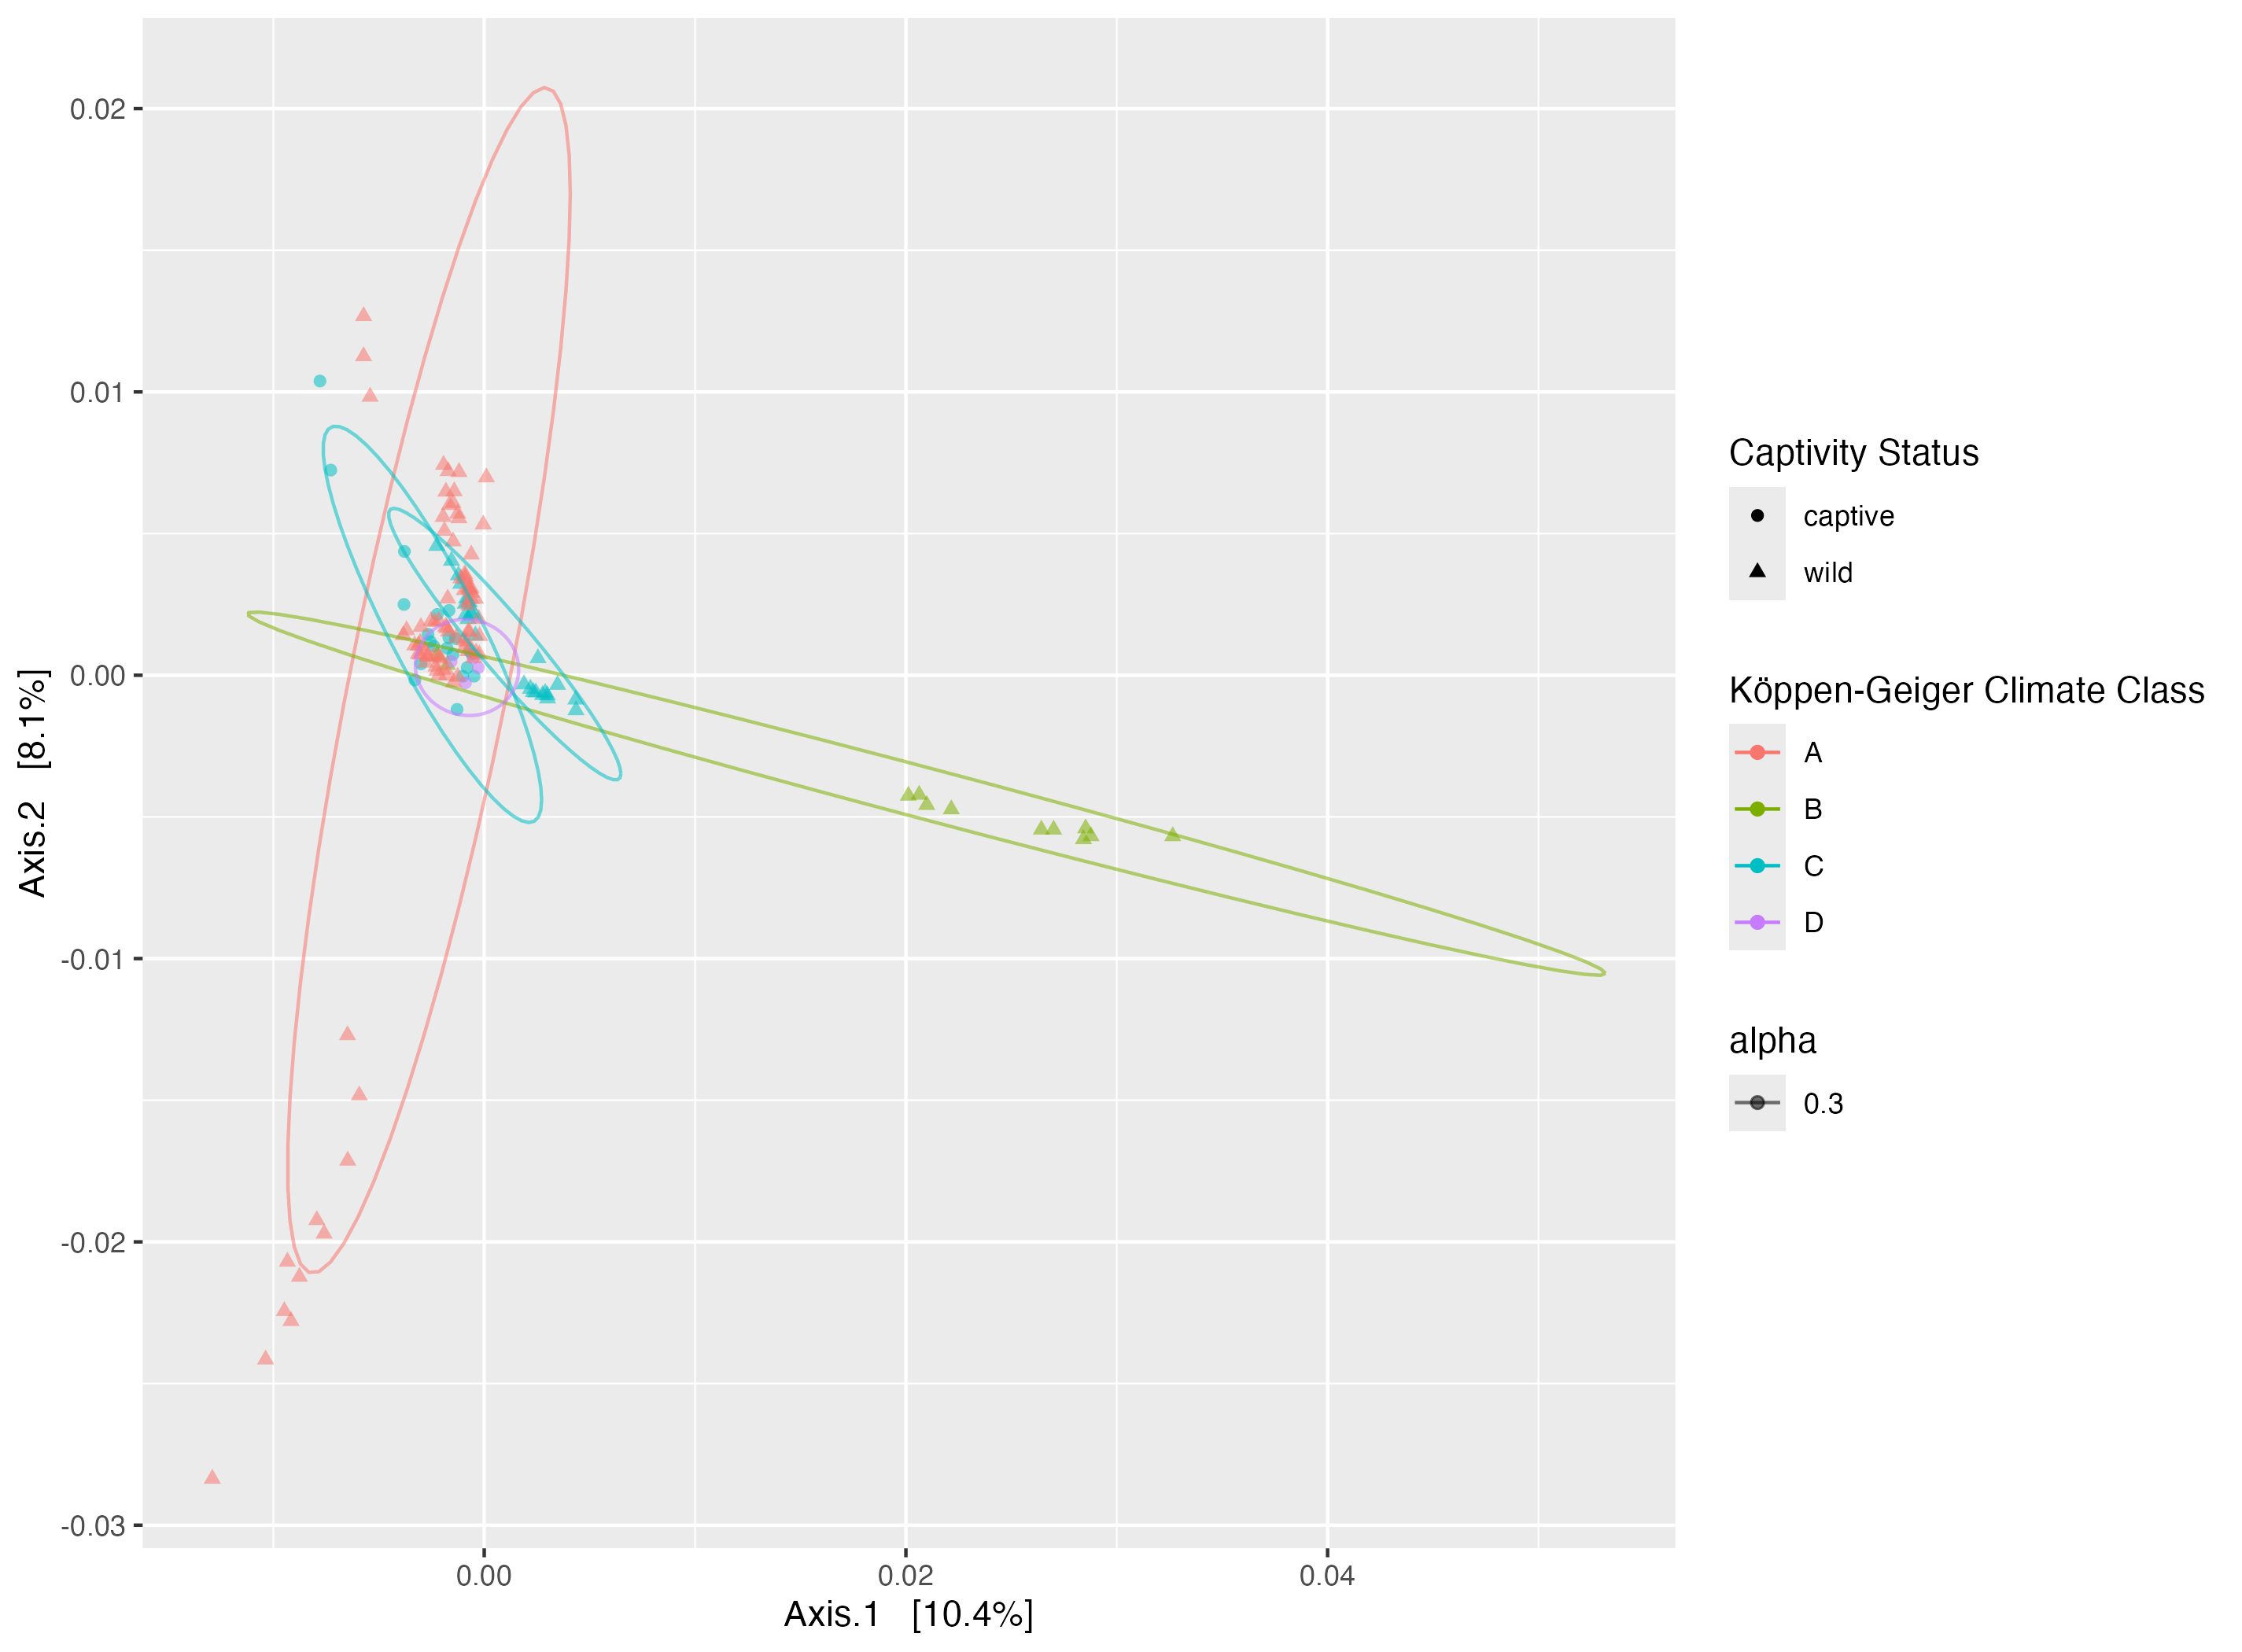 0.02
0.01
0.00
-0.01
-0.02
-0.03
Axis.2 [8.1%]
0.00
0.02
0.04
Axis.1 [10.4%]
Captivity Status
captive
wild
Köppen-Geiger Climate Class
A
B
C
D
alpha
0.3